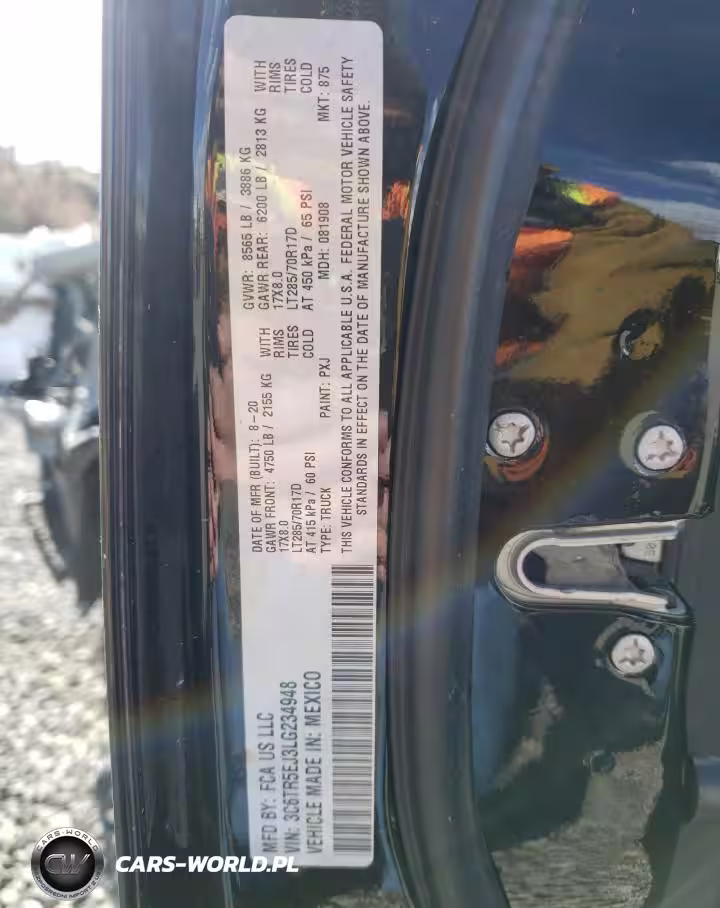 MFD BY: FCA US LLC
VIN: 3C6TR5EJ3LG234948
VEHICLE MADE IN: MEXICO
DATE OF MFR (BUILT): 8-20 GVWR: 8565 LB / 3886 KG
GAWR FRONT: 4750 LB / 2155 KG WITH GAWR REAR: 6200 LB / 2813 KG WITH
17X8.0 RIMS 17X8.0 RIMS
LT285/70R17D TIRES LT285/70R17D TIRES
AT 415 kPa / 60 PSI COLD AT 450 kPa / 65 PSI COLD
TYPE: TRUCK PAINT: PXJ MDH: 081908 MKT: 875
THIS VEHICLE CONFORMS TO ALL APPLICABLE U.S.A. FEDERAL MOTOR VEHICLE SAFETY
STANDARDS IN EFFECT ON THE DATE OF MANUFACTURE SHOWN ABOVE.
CARS-WORLD
CW
CARS-WORLD.PL